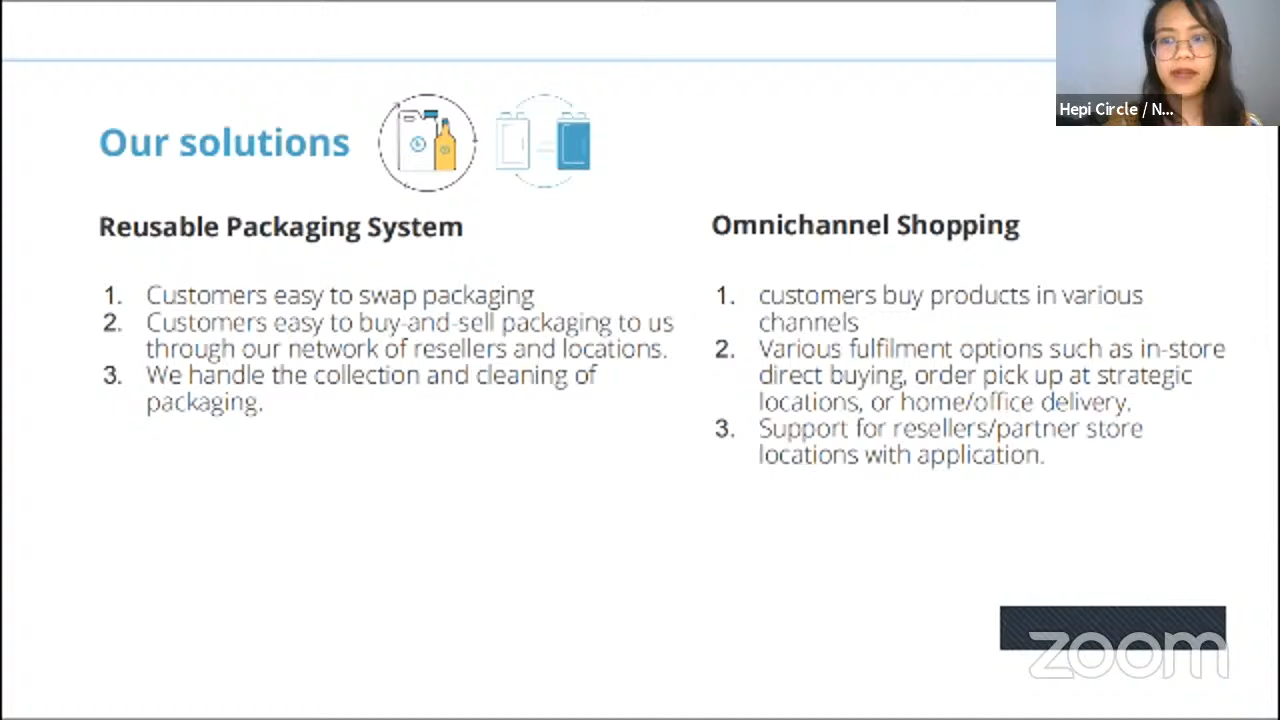 Hepi Circle / N...
Our solutions
Reusable Packaging System
1. Customers easy to swap packaging
2. Customers easy to buy-and-sell packaging to us
through our network of resellers and locations.
3. We handle the collection and cleaning of
packaging.
Omnichannel Shopping
1. customers buy products in various
channels
2. Various fulfilment options such as in-store
direct buying, order pick up at strategic
locations, or home/office delivery.
3. Support for resellers/partner store
locations with application.
zoom